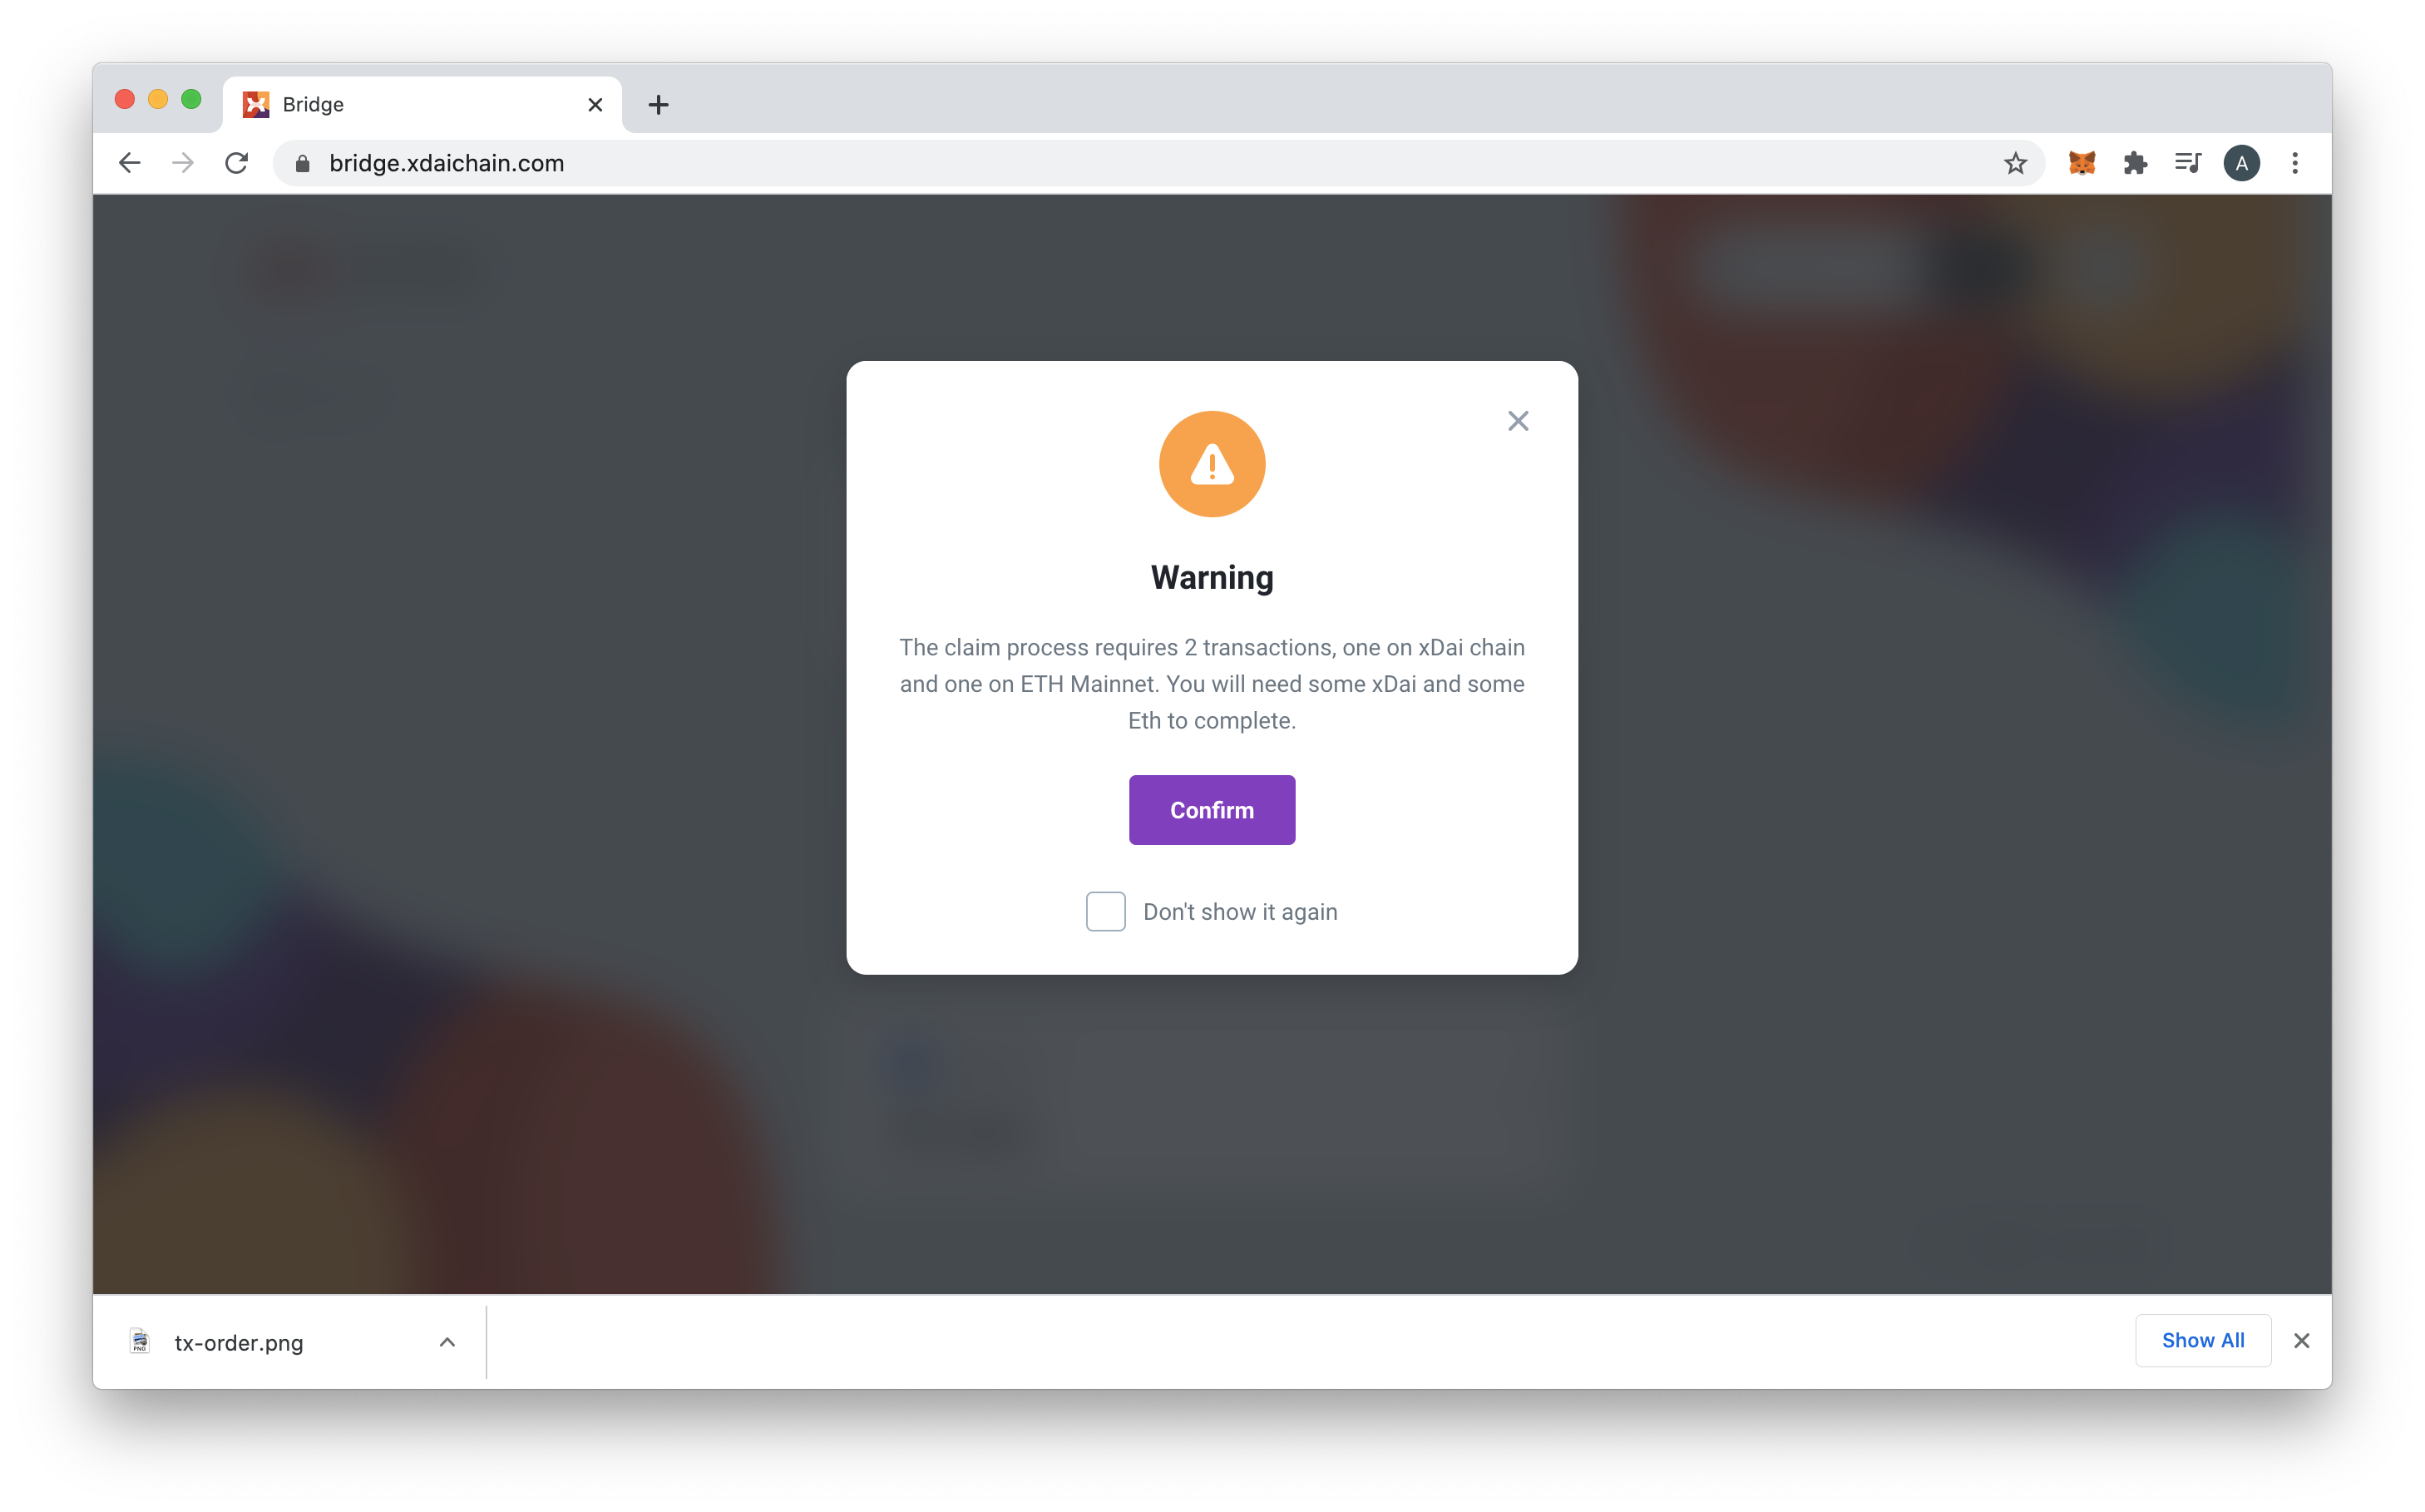 Bridge
bridge.xdaichain.com
A
Warning
The claim process requires 2 transactions, one on xDai chain
and one on ETH Mainnet. You will need some xDai and some
Eth to complete.
Confirm
Don't show it again
PNG
tx-order.png
Show All